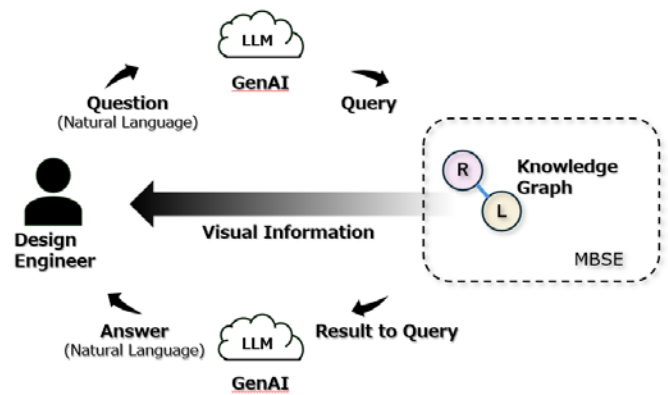 LLM
GenAI
Question
(Natural Language)
Query
R
L
Knowledge
Graph
MBSE
Visual Information
Design
Engineer
Answer
(Natural Language)
LLM
GenAI
Result to Query